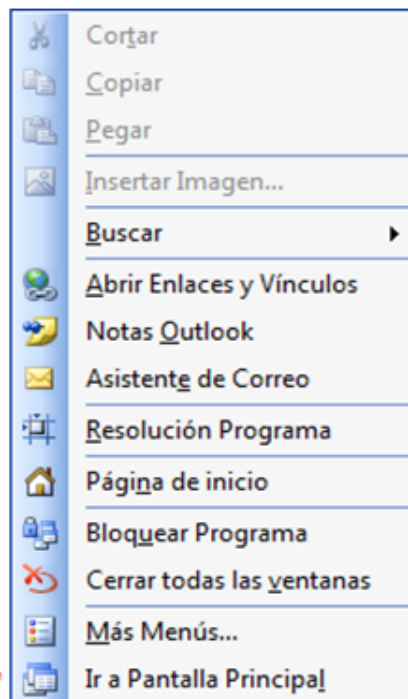 Cortar
Copiar
Pegar
Insertar Imagen...
Buscar
Abrir Enlaces y Vínculos
Notas Outlook
Asistente de Correo
Resolución Programa
Página de inicio
Bloquear Programa
Cerrar todas las ventanas
Más Menús...
Ir a Pantalla Principal